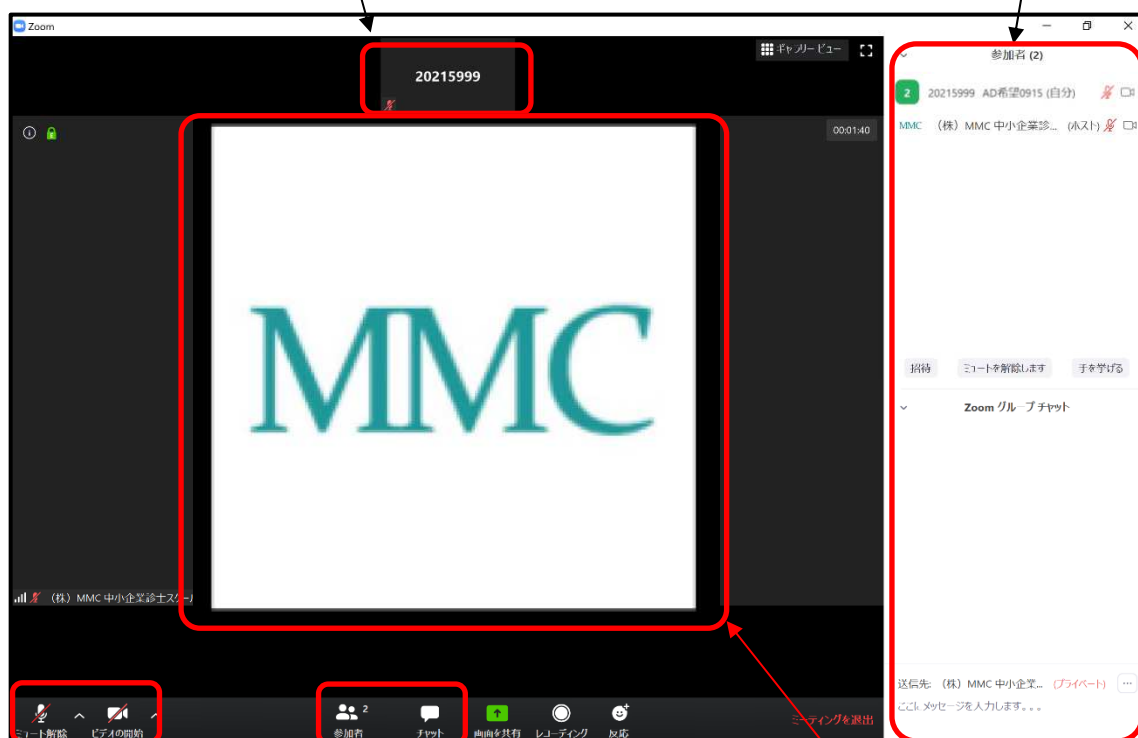 Zoom
20215999
ギャラリービュー
00:01:40
MMC
(株) MMC 中小企業診士スクール
参加者 (2)
2 20215999 AD希望0915 (自分)
MMC (株) MMC 中小企業診... (ホスト)
招待 ミュートを解除します 手を挙げる
Zoom グループ チャット
送信先: (株) MMC 中小企業... (プライベート) ...
ここに メッセージを入力します。。。
ミュート解除 ビデオの開始 参加者 2 チャット 画面を共有 レコーディング 反応 ミーティングを退出